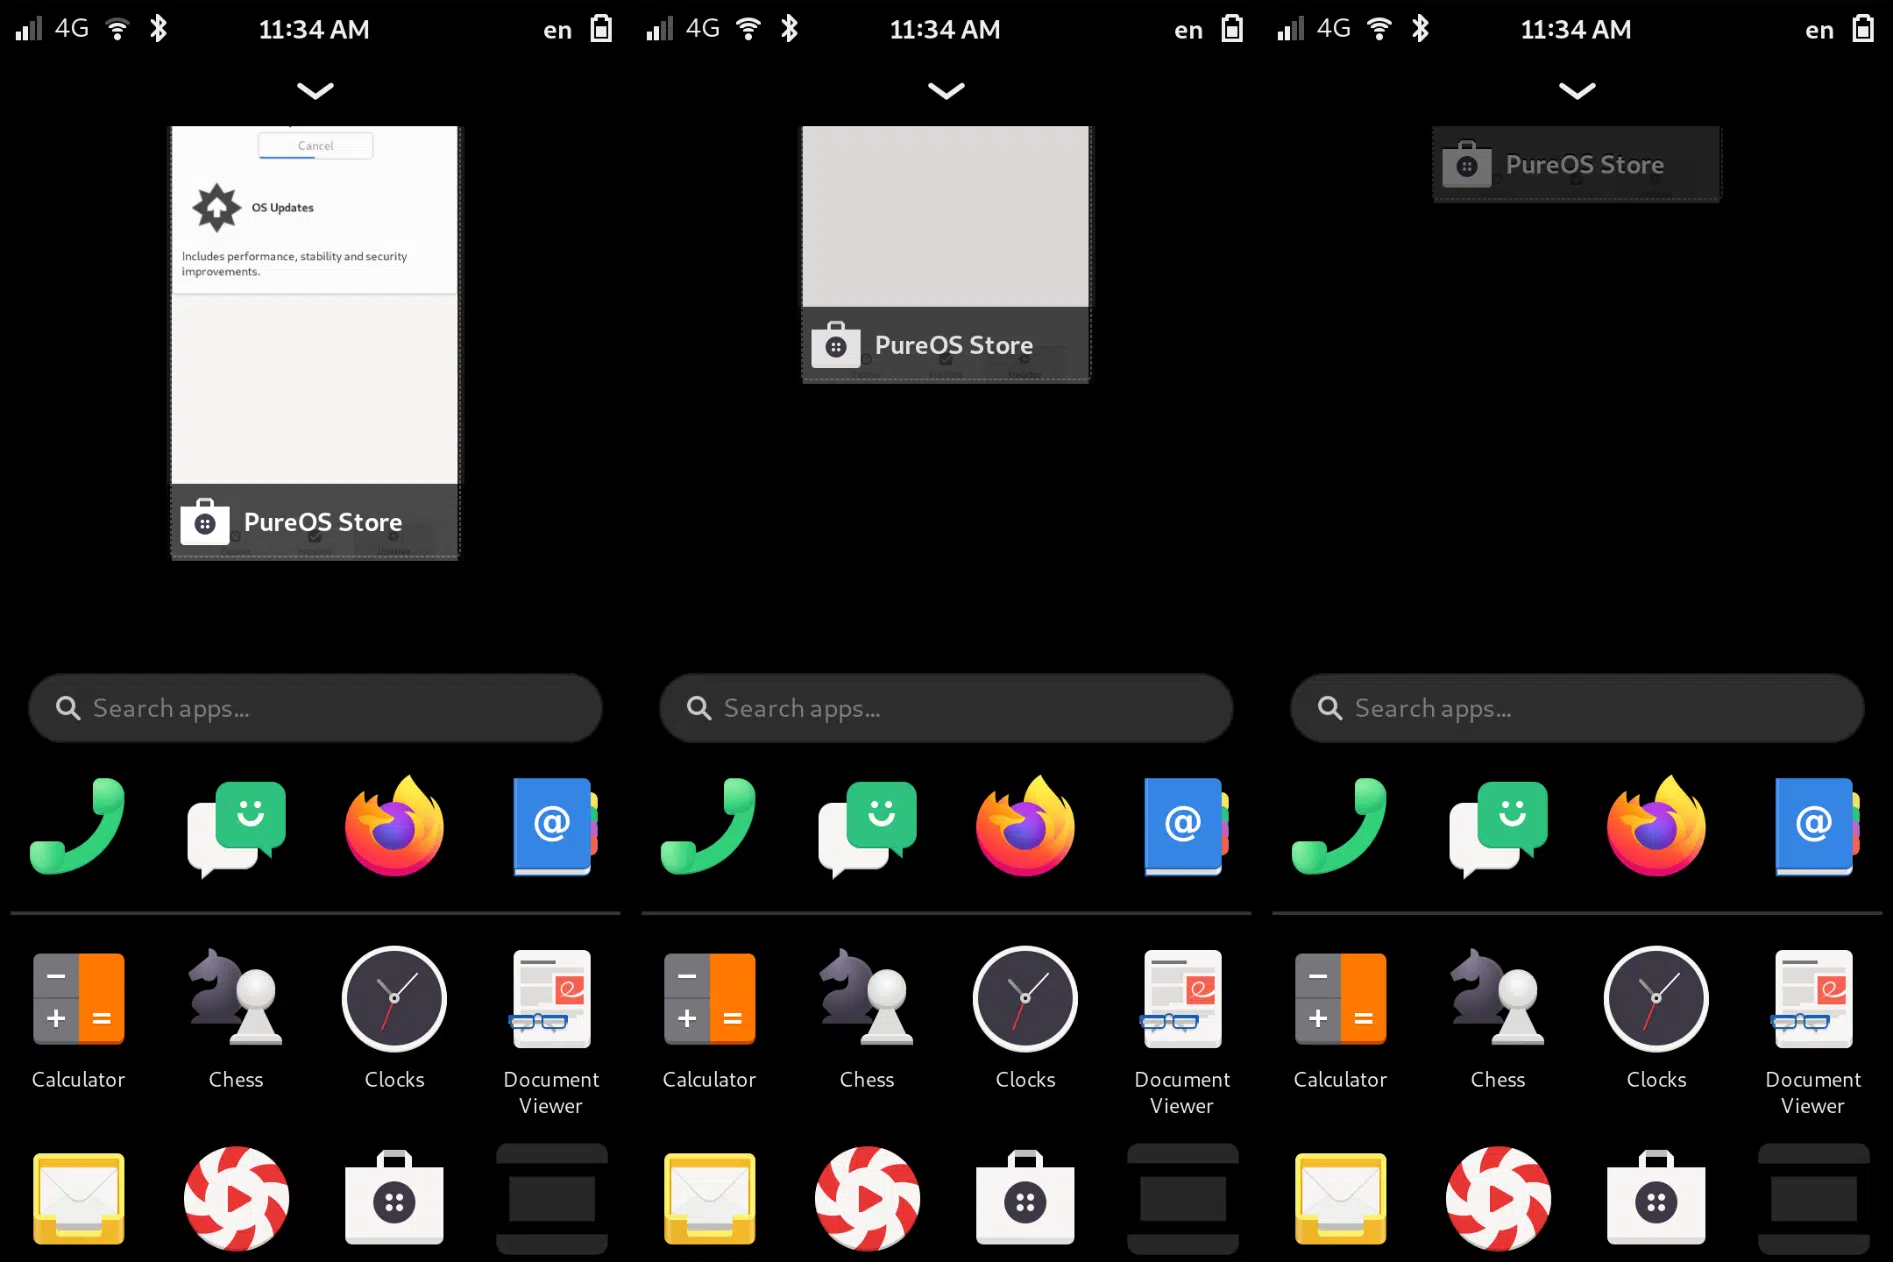 4G 11:34 AM en
Cancel
OS Updates
Includes performance, stability and security
improvements.
PureOS Store
Search apps...
@
Calculator Chess Clocks Document
Viewer
4G 11:34 AM en
PureOS Store
Search apps...
@
Calculator Chess Clocks Document
Viewer
4G 11:34 AM en
PureOS Store
Search apps...
@
Calculator Chess Clocks Document
Viewer